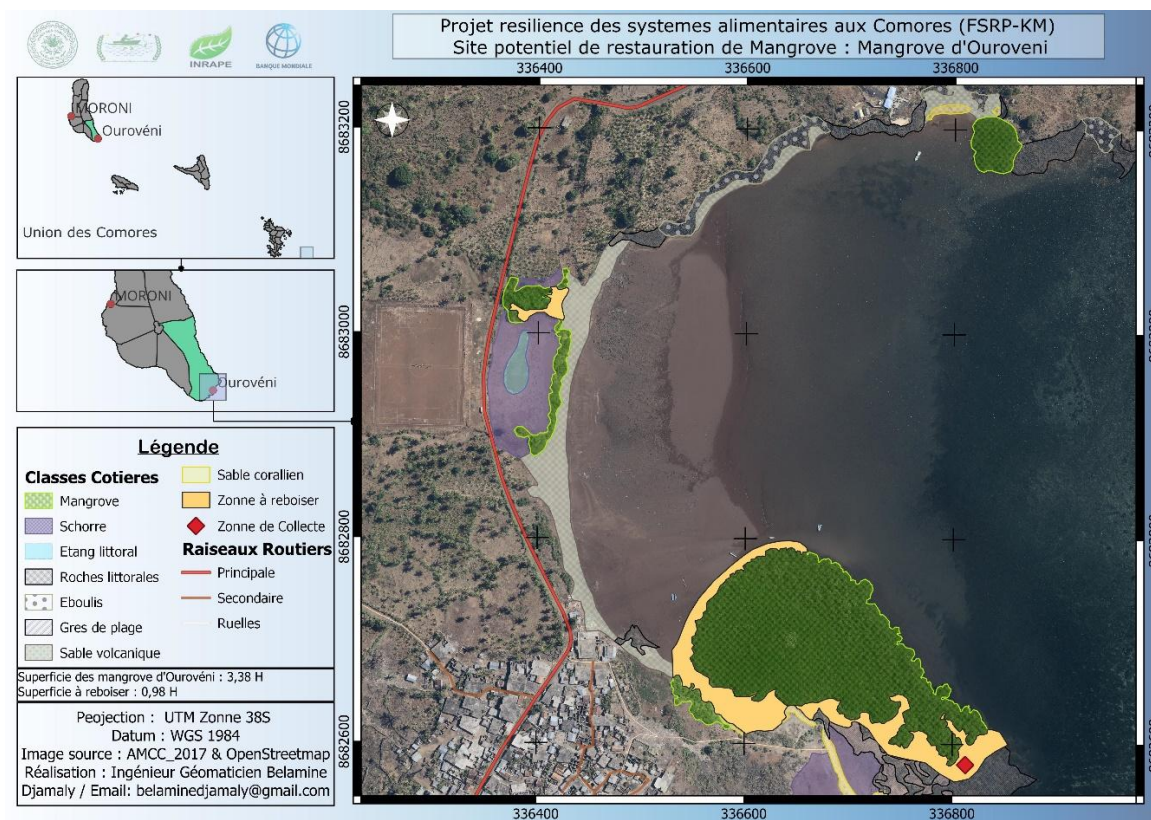 Projet resilience des systemes alimentaires aux Comores (FSRP-KM)
Site potentiel de restauration de Mangrove : Mangrove d'Ouroveni
INRAPE
BANQUE MONDIALE
MORONI
Ourovéni
Union des Comores
MORONI
Ourovéni
Légende
Classes Cotieres
Mangrove
Schorre
Etang littoral
Roches littorales
Eboulis
Gres de plage
Sable volcanique
Sable corallien
Zonne à reboiser
Zonne de Collecte
Raiseaux Routiers
Principale
Secondaire
Ruelles
Superficie des mangrove d'Ourovéni : 3,38 H
Superficie à reboiser : 0,98 H
Peojection : UTM Zonne 38S
Datum : WGS 1984
Image source : AMCC_2017 & OpenStreetmap
Réalisation : Ingénieur Géomaticien Belamine
Djamaly / Email: belaminedjamaly@gmail.com
336400
336600
336800
8683200
8683000
8682800
8682600
336400
336600
336800